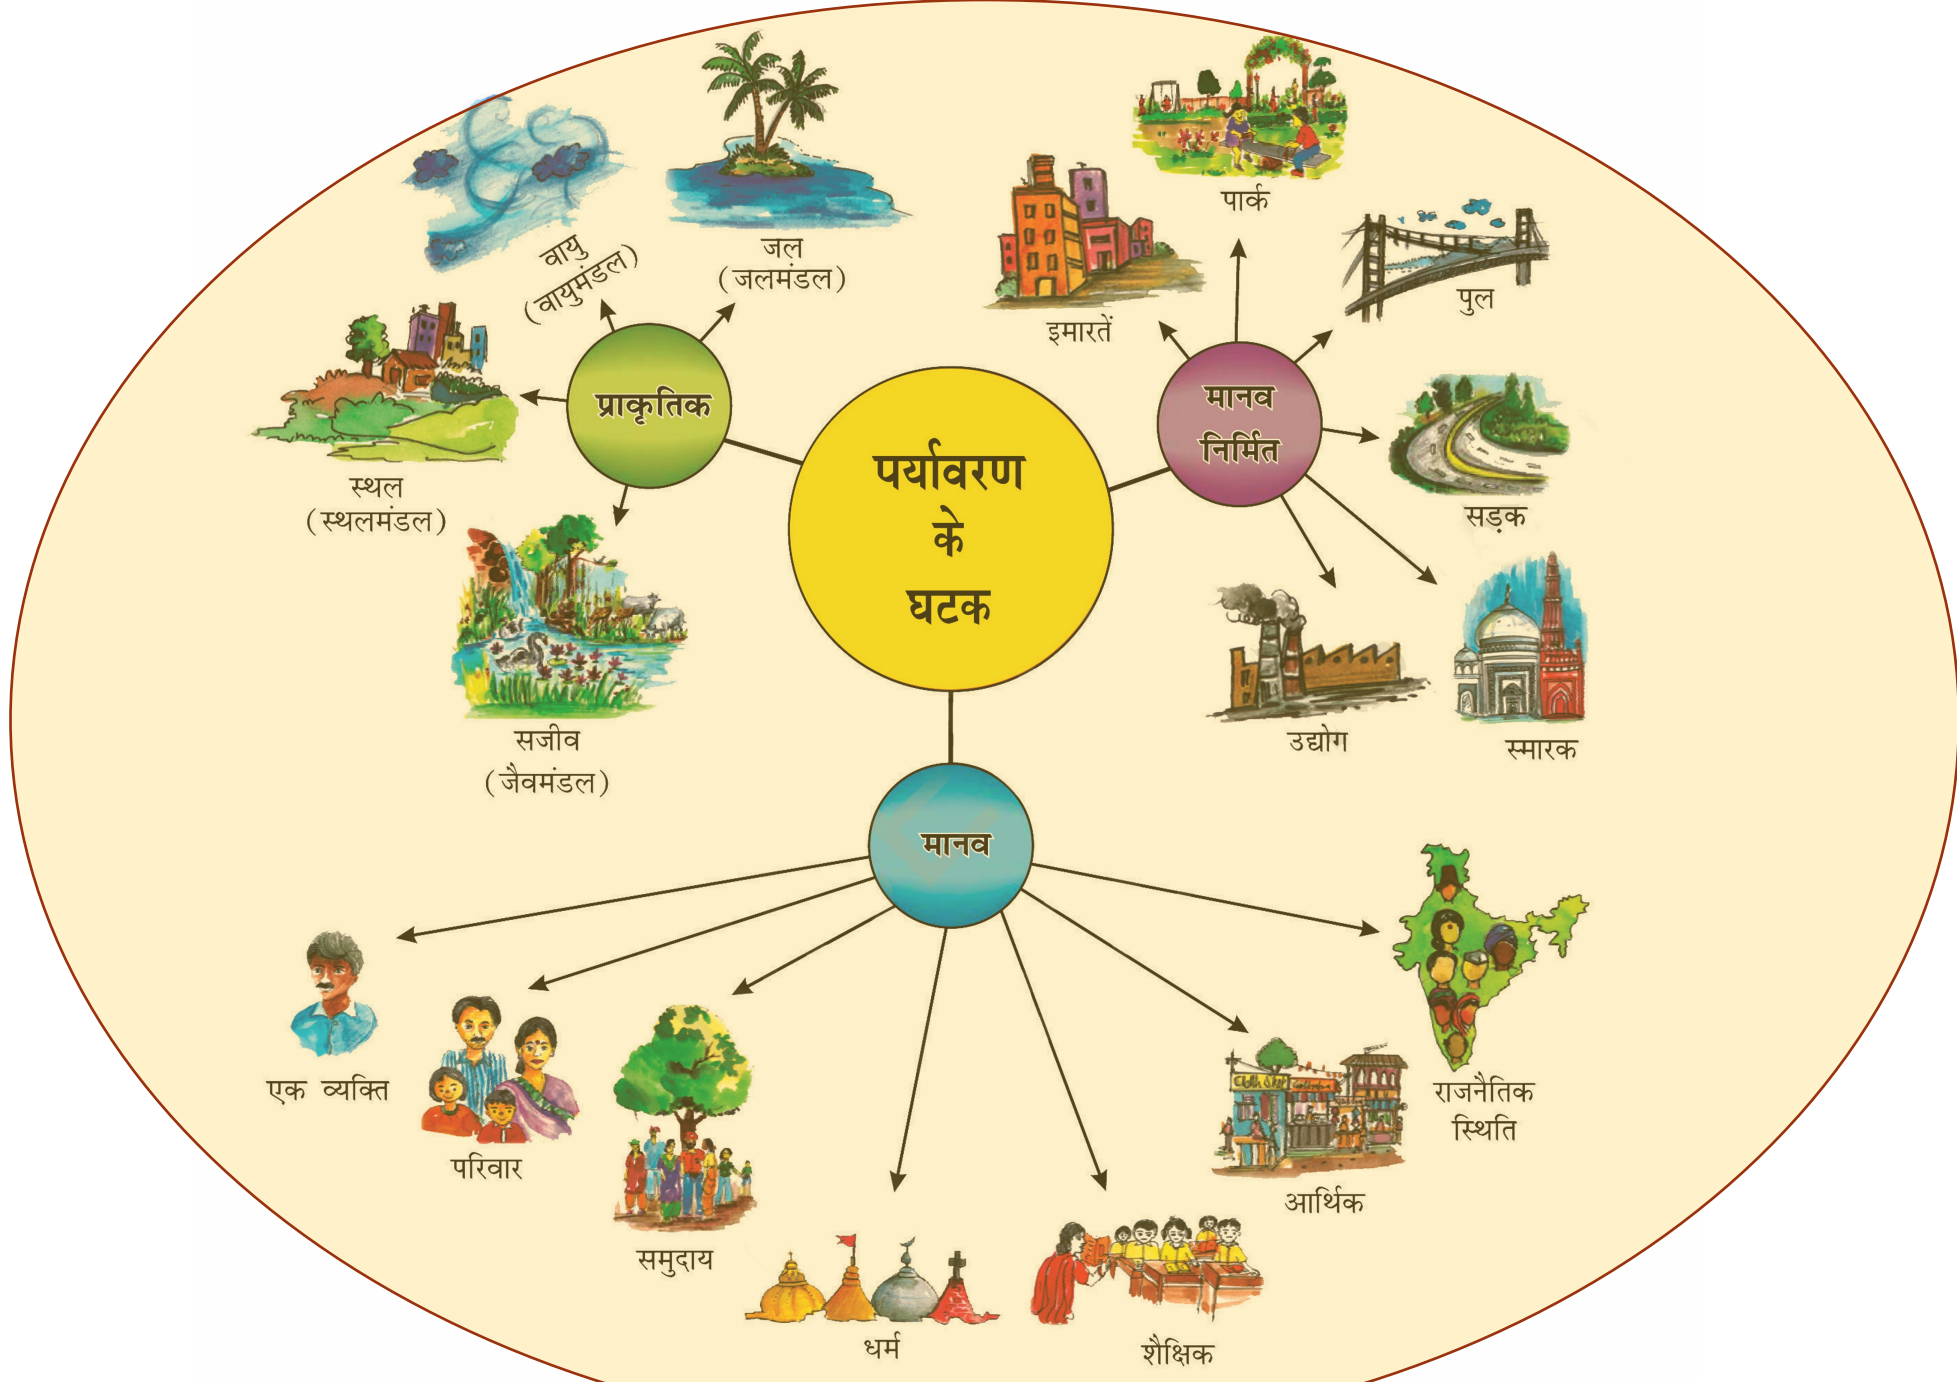 पर्यावरण
के
घटक
प्राकृतिक
वायु
(वायुमंडल)
जल
(जलमंडल)
स्थल
(स्थलमंडल)
सजीव
(जैवमंडल)
मानव
निर्मित
इमारतें
पार्क
पुल
सड़क
स्मारक
उद्योग
मानव
एक व्यक्ति
परिवार
समुदाय
धर्म
शैक्षिक
आर्थिक
राजनैतिक
स्थिति